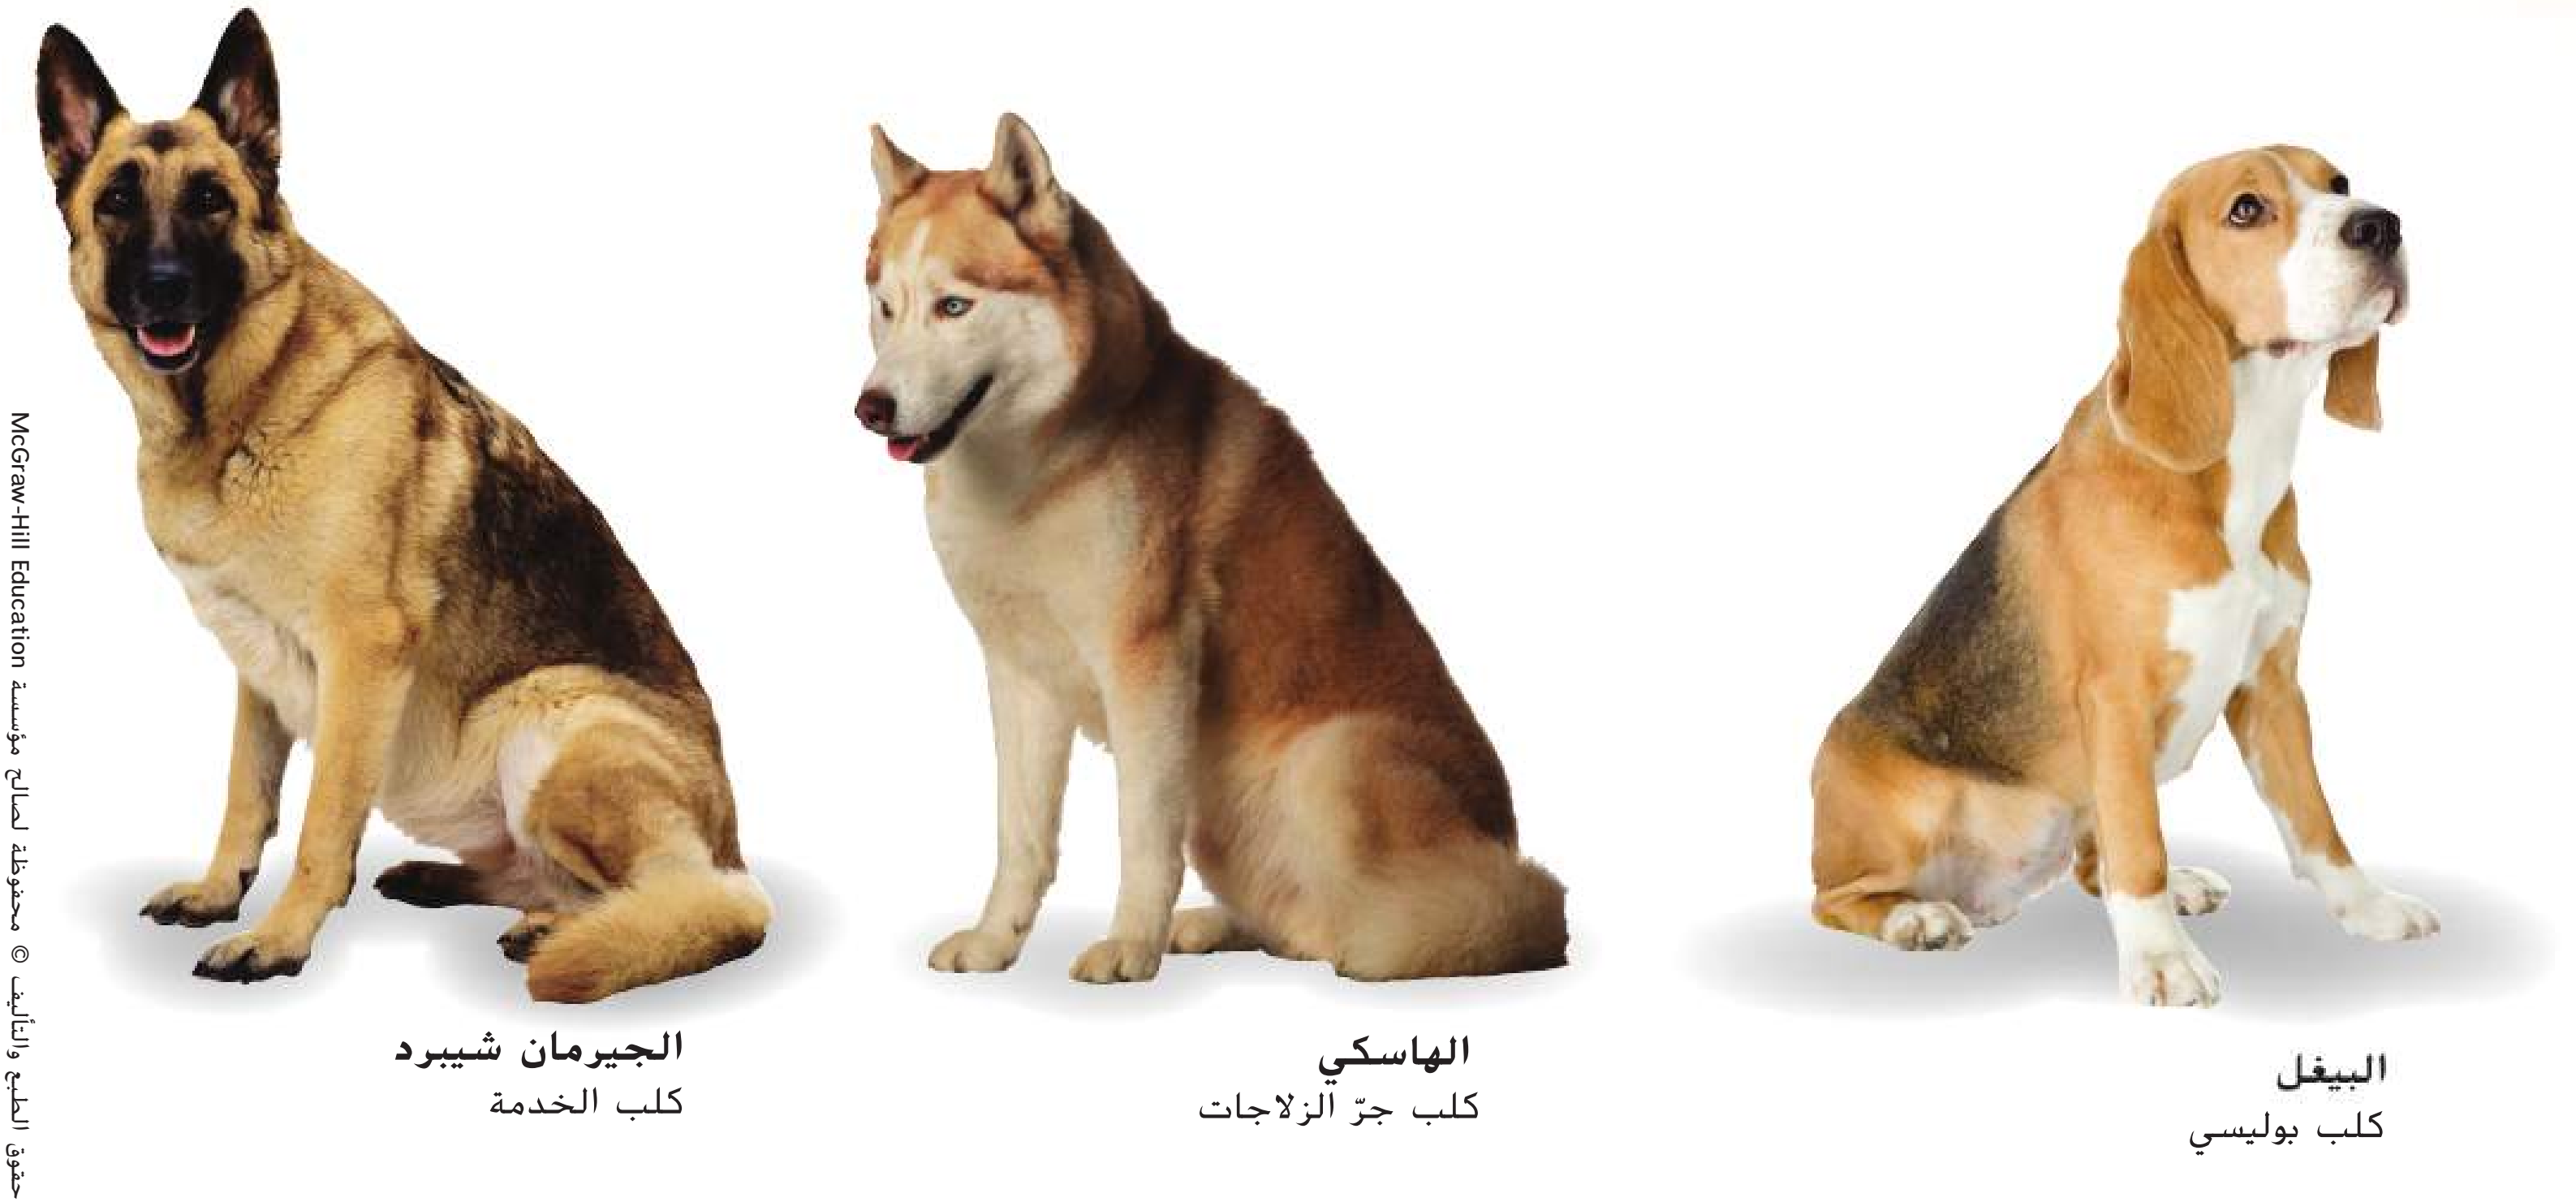 البيغل
كلب بوليسي
الهاسكي
كلب جرّ الزلاجات
الجيرمان شيبرد
كلب الخدمة
حقوق الطبع والتأليف © محفوظة لصالح مؤسسة McGraw-Hill Education